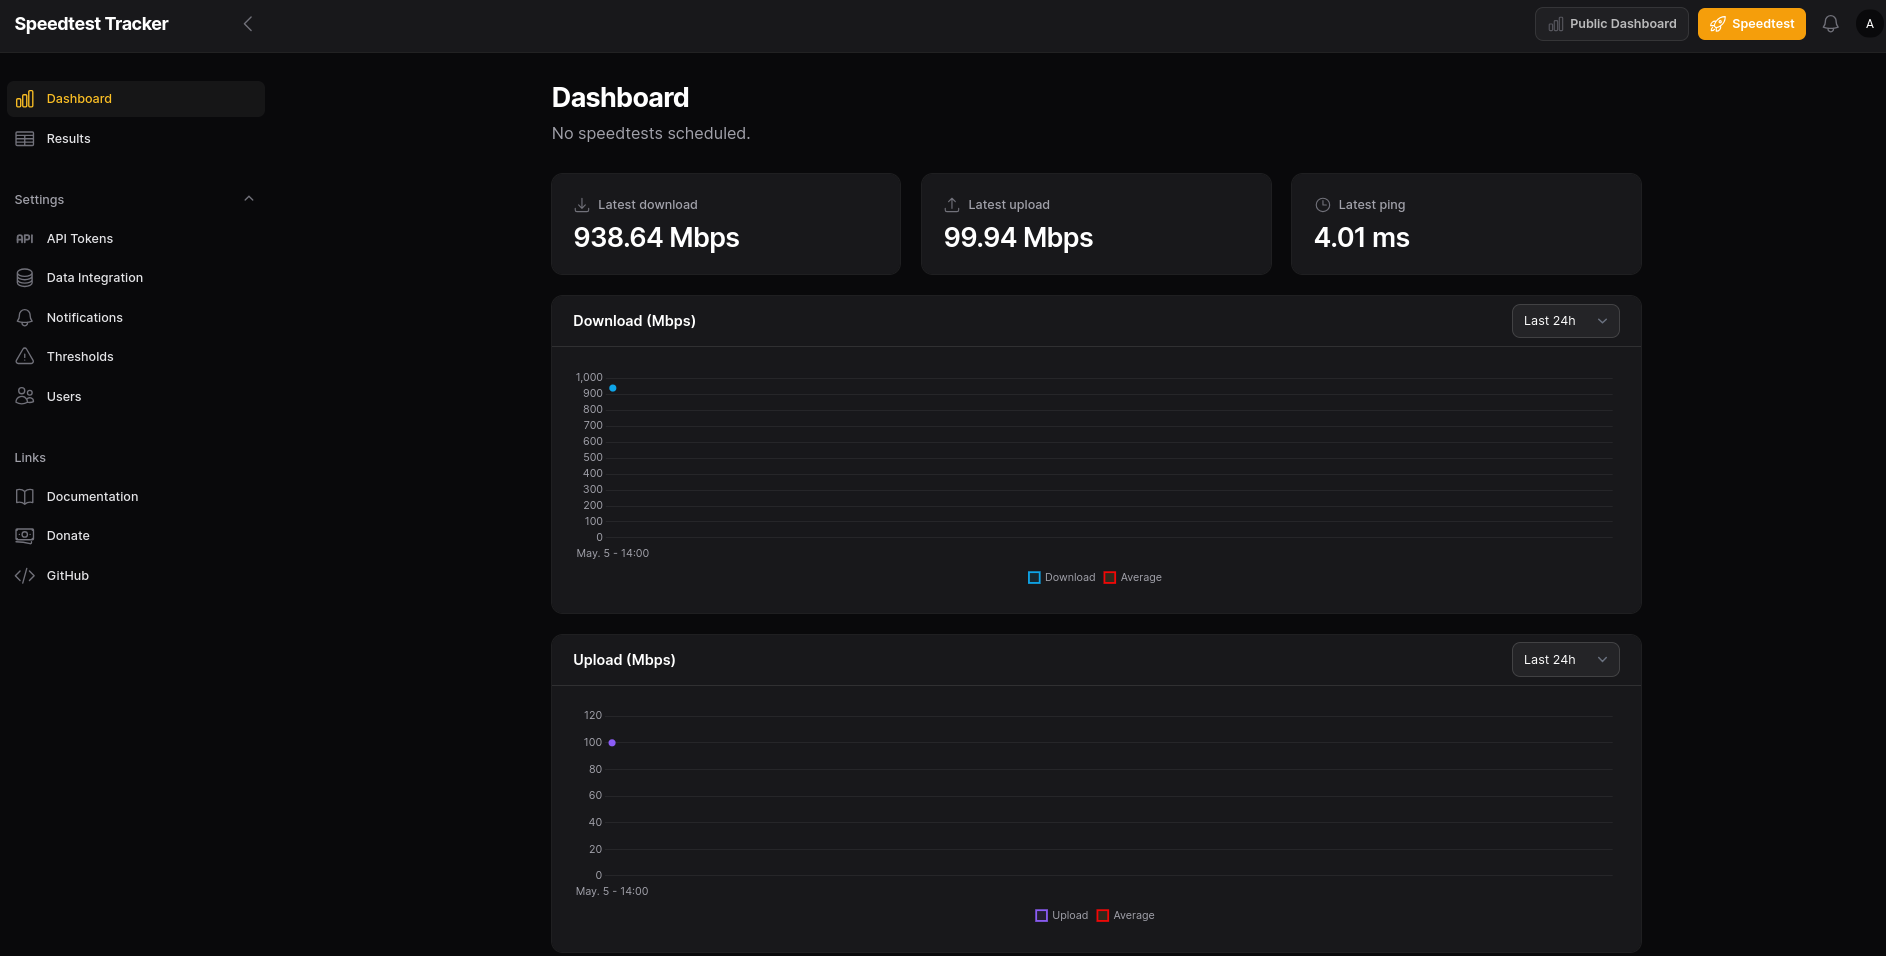 Speedtest Tracker
Public Dashboard
Speedtest
A
Dashboard
Results
Settings
API API Tokens
Data Integration
Notifications
Thresholds
Users
Links
Documentation
Donate
GitHub
Dashboard
No speedtests scheduled.
Latest download
938.64 Mbps
Latest upload
99.94 Mbps
Latest ping
4.01 ms
Download (Mbps)
Last 24h
1,000
900
800
700
600
500
400
300
200
100
0
May. 5 - 14:00
Download Average
Upload (Mbps)
Last 24h
120
100
80
60
40
20
0
May. 5 - 14:00
Upload Average